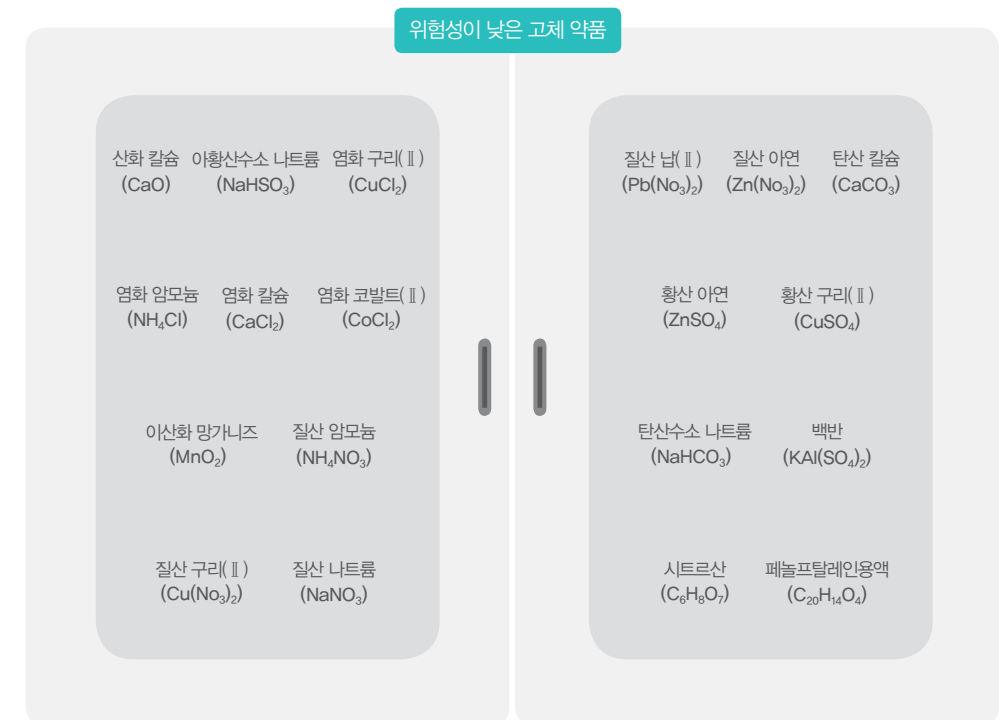 위험성이 낮은 고체 약품
산화 칼슘 아황산수소 나트륨 염화 구리(Ⅱ)
(CaO) (NaHSO₃) (CuCl₂)
염화 암모늄 염화 칼슘 염화 코발트(Ⅱ)
(NH₄Cl) (CaCl₂) (CoCl₂)
이산화 망가니즈 질산 암모늄
(MnO₂) (NH₄NO₃)
질산 구리(Ⅱ) 질산 나트륨
(Cu(No₃)₂) (NaNO₃)
질산 납(Ⅱ) 질산 아연 탄산 칼슘
(Pb(No₃)₂) (Zn(No₃)₂) (CaCO₃)
황산 아연 황산 구리(Ⅱ)
(ZnSO₄) (CuSO₄)
탄산수소 나트륨 백반
(NaHCO₃) (KAl(SO₄)₂)
시트르산 페놀프탈레인용액
(C₆H₈O₇) (C₂₀H₁₄O₄)